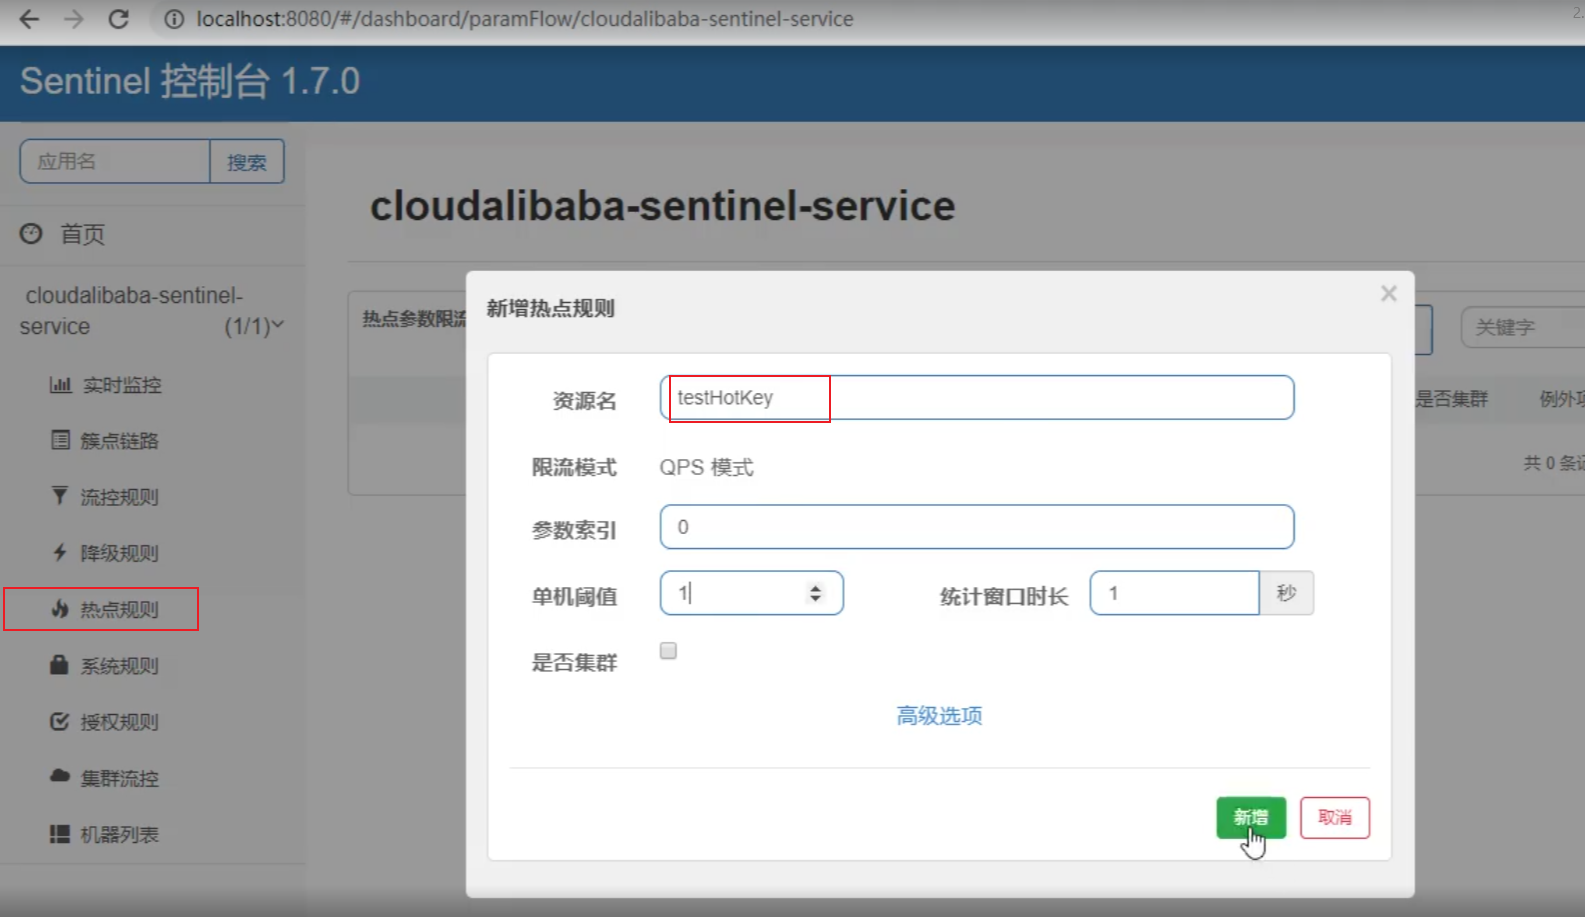 2.
localhost:8080/#/dashboard/paramFlow/cloudalibaba-sentinel-service
Sentinel 控制台 1.7.0
应用名 搜索
首页
cloudalibaba-sentinel-
service (1/1)
实时监控
簇点链路
流控规则
降级规则
热点规则
系统规则
授权规则
集群流控
机器列表
cloudalibaba-sentinel-service
热点参数限流
关键字
是否集群 例外项
共 0 条记
新增热点规则 ×
资源名 testHotKey
限流模式 QPS 模式
参数索引 0
单机阈值 1 统计窗口时长 1 秒
是否集群
高级选项
新增 取消